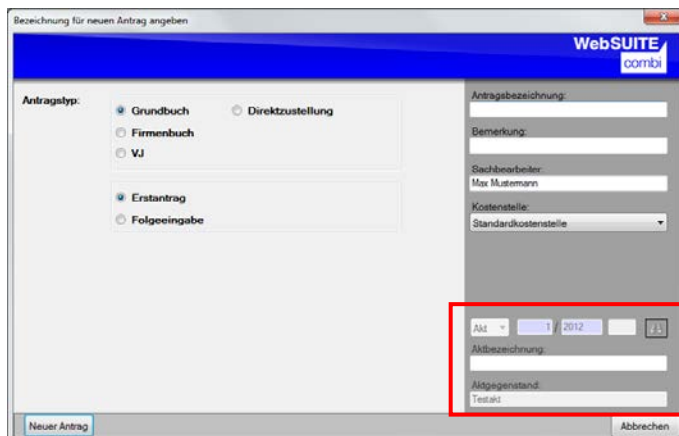 Bezeichnung für neuen Antrag angeben
WebSUITE
combi
Antragstyp:
Grundbuch
Direktzustellung
Firmenbuch
VJ
Erstantrag
Folgeeingabe
Antragsbezeichnung:
Bemerkung:
Sachbearbeiter:
Max Mustermann
Kostenstelle:
Standardkostenstelle
Akt 1 / 2012
Aktbezeichnung:
Aktgegenstand:
Testakt
Neuer Antrag
Abbrechen